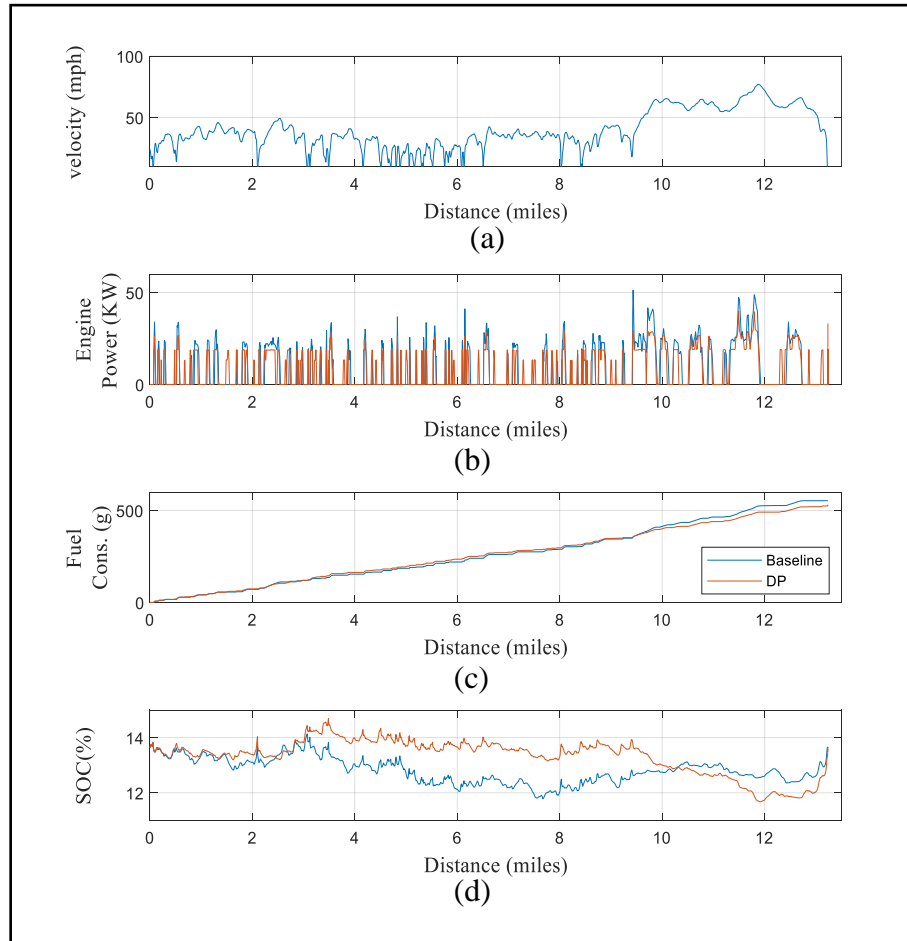 velocity (mph)
100
50
0 2 4 6 8 10 12
Distance (miles)
(a)
Engine
Power (KW)
50
0
0 2 4 6 8 10 12
Distance (miles)
(b)
Fuel
Cons. (g)
500
0
Baseline
DP
0 2 4 6 8 10 12
Distance (miles)
(c)
SOC(%)
14
12
0 2 4 6 8 10 12
Distance (miles)
(d)